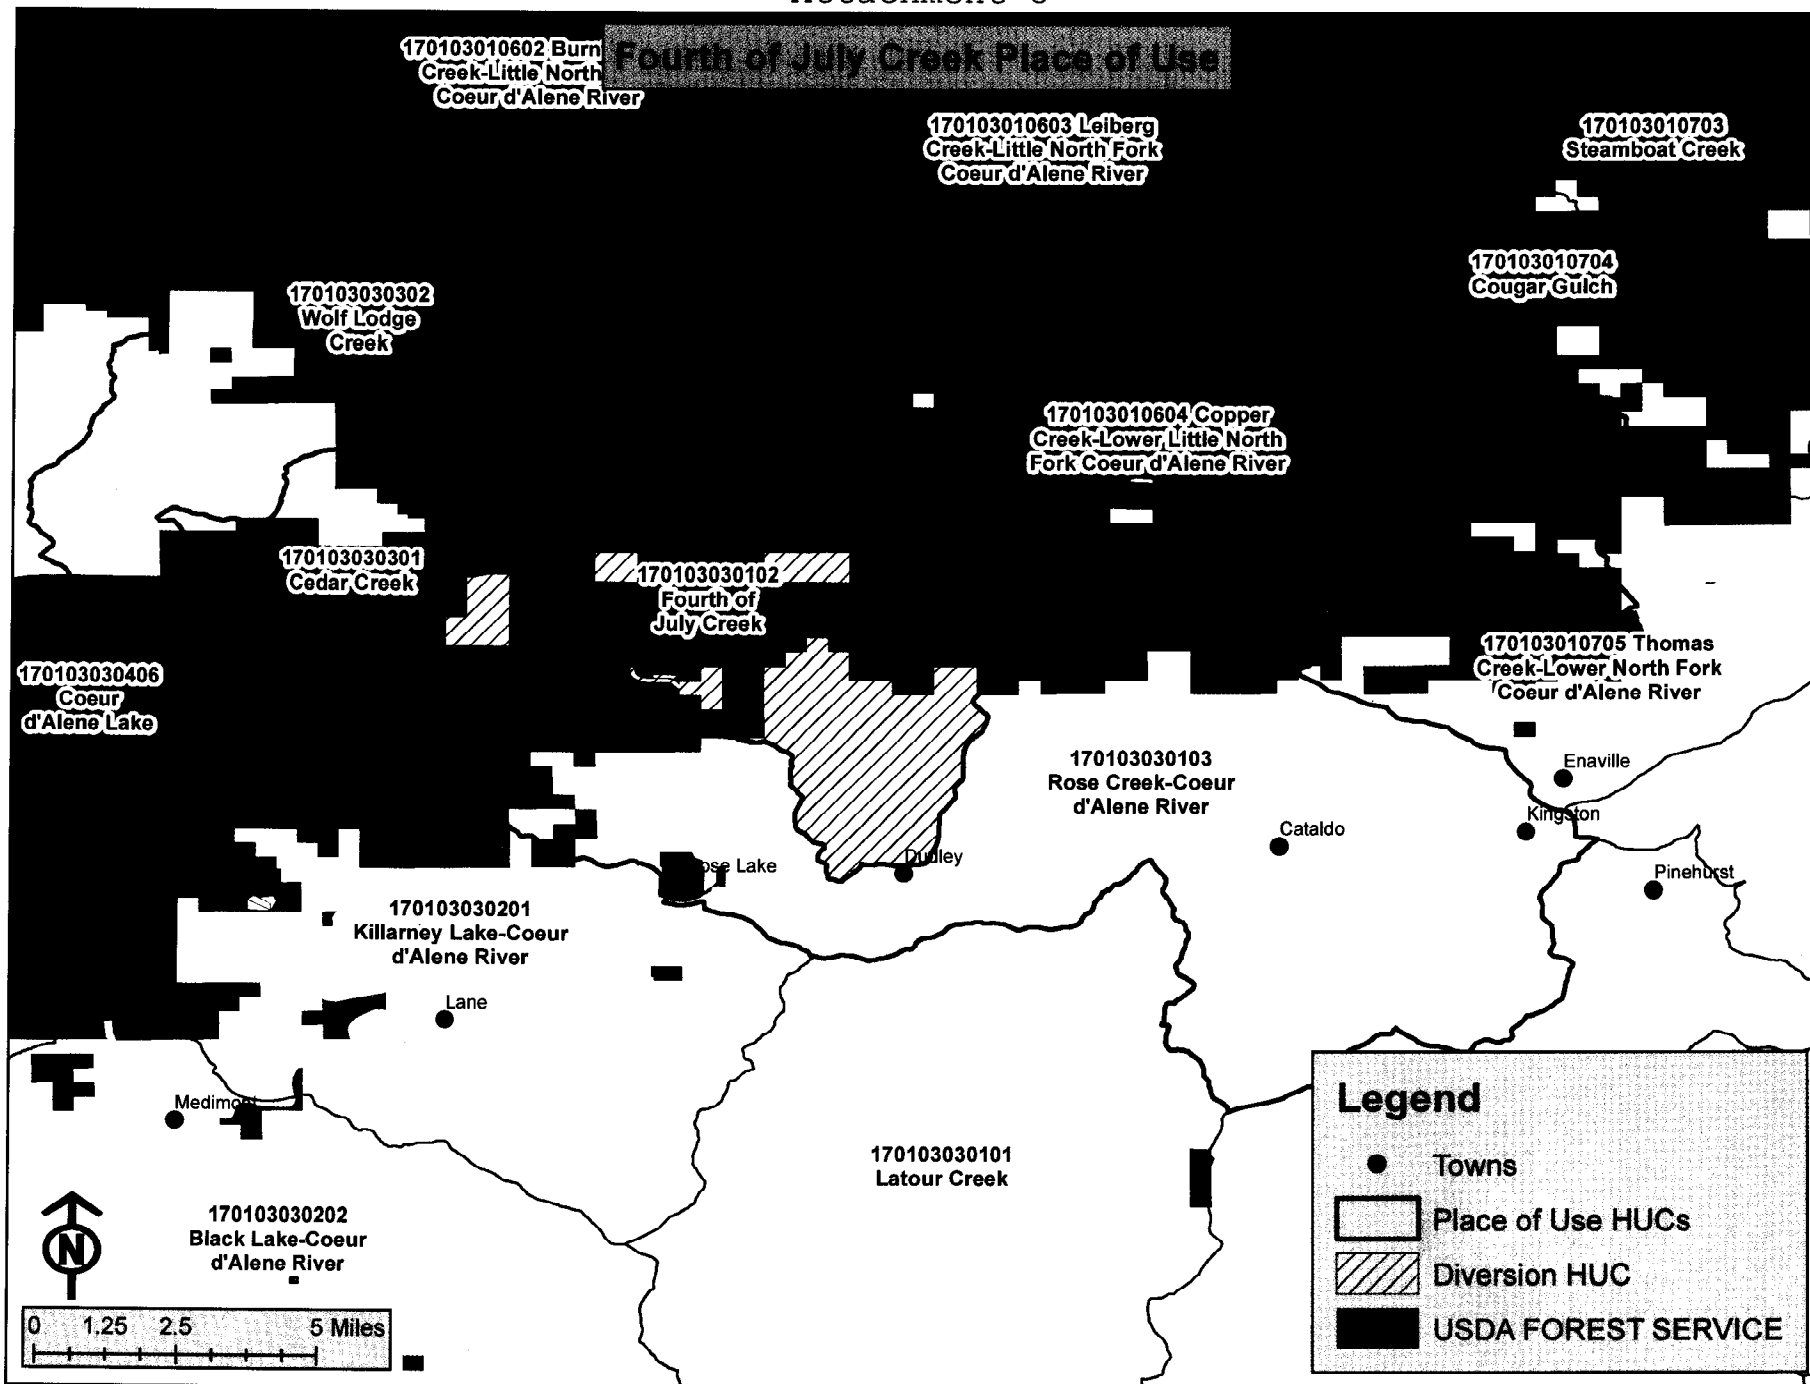 Fourth of July Creek Place of Use
170103010602 Burn
Creek-Little North
Coeur d'Alene River
170103010603 Leiberg
Creek-Little North Fork
Coeur d'Alene River
170103010703
Steamboat Creek
170103010704
Cougar Gulch
170103030302
Wolf Lodge
Creek
170103010604 Copper
Creek-Lower Little North
Fork Coeur d'Alene River
170103030301
Cedar Creek
170103030102
Fourth of
July Creek
170103030406
Coeur
d'Alene Lake
170103010705 Thomas
Creek-Lower North Fork
Coeur d'Alene River
170103030103
Rose Creek-Coeur
d'Alene River
Enaville
Kingston
Cataldo
Pinehurst
Dudley
Lake
170103030201
Killarney Lake-Coeur
d'Alene River
Lane
Medimont
170103030101
Latour Creek
170103030202
Black Lake-Coeur
d'Alene River
N
0 1.25 2.5 5 Miles
Legend
Towns
Place of Use HUCs
Diversion HUC
USDA FOREST SERVICE